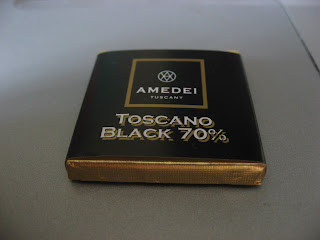 AMEDEI
TUSCANY
TOSCANO
BLACK 70%